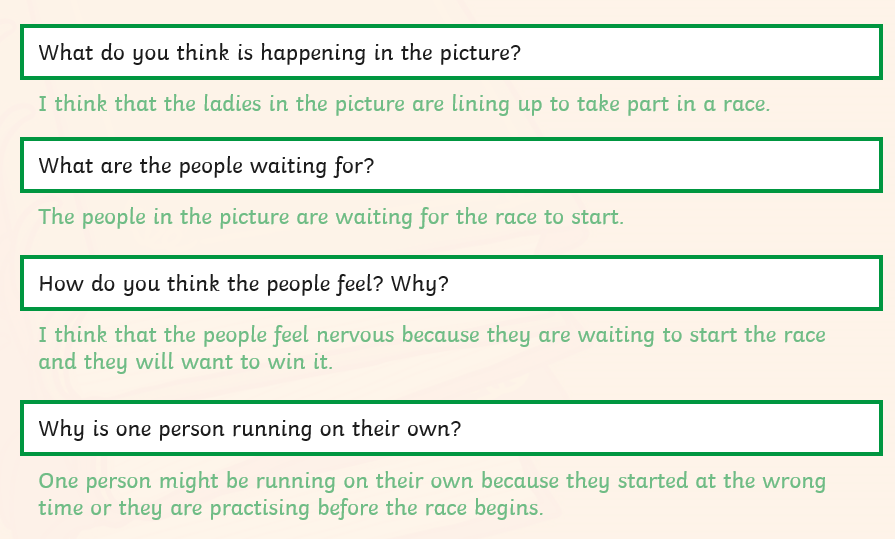 What do you think is happening in the picture?
I think that the ladies in the picture are lining up to take part in a race.
What are the people waiting for?
The people in the picture are waiting for the race to start.
How do you think the people feel? Why?
I think that the people feel nervous because they are waiting to start the race
and they will want to win it.
Why is one person running on their own?
One person might be running on their own because they started at the wrong
time or they are practising before the race begins.